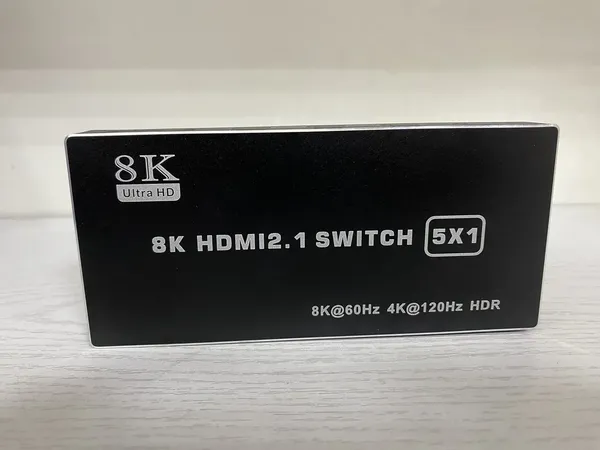 8K
Ultra HD
8K HDMI2.1 SWITCH 5X1
8K@60Hz 4K@120Hz HDR